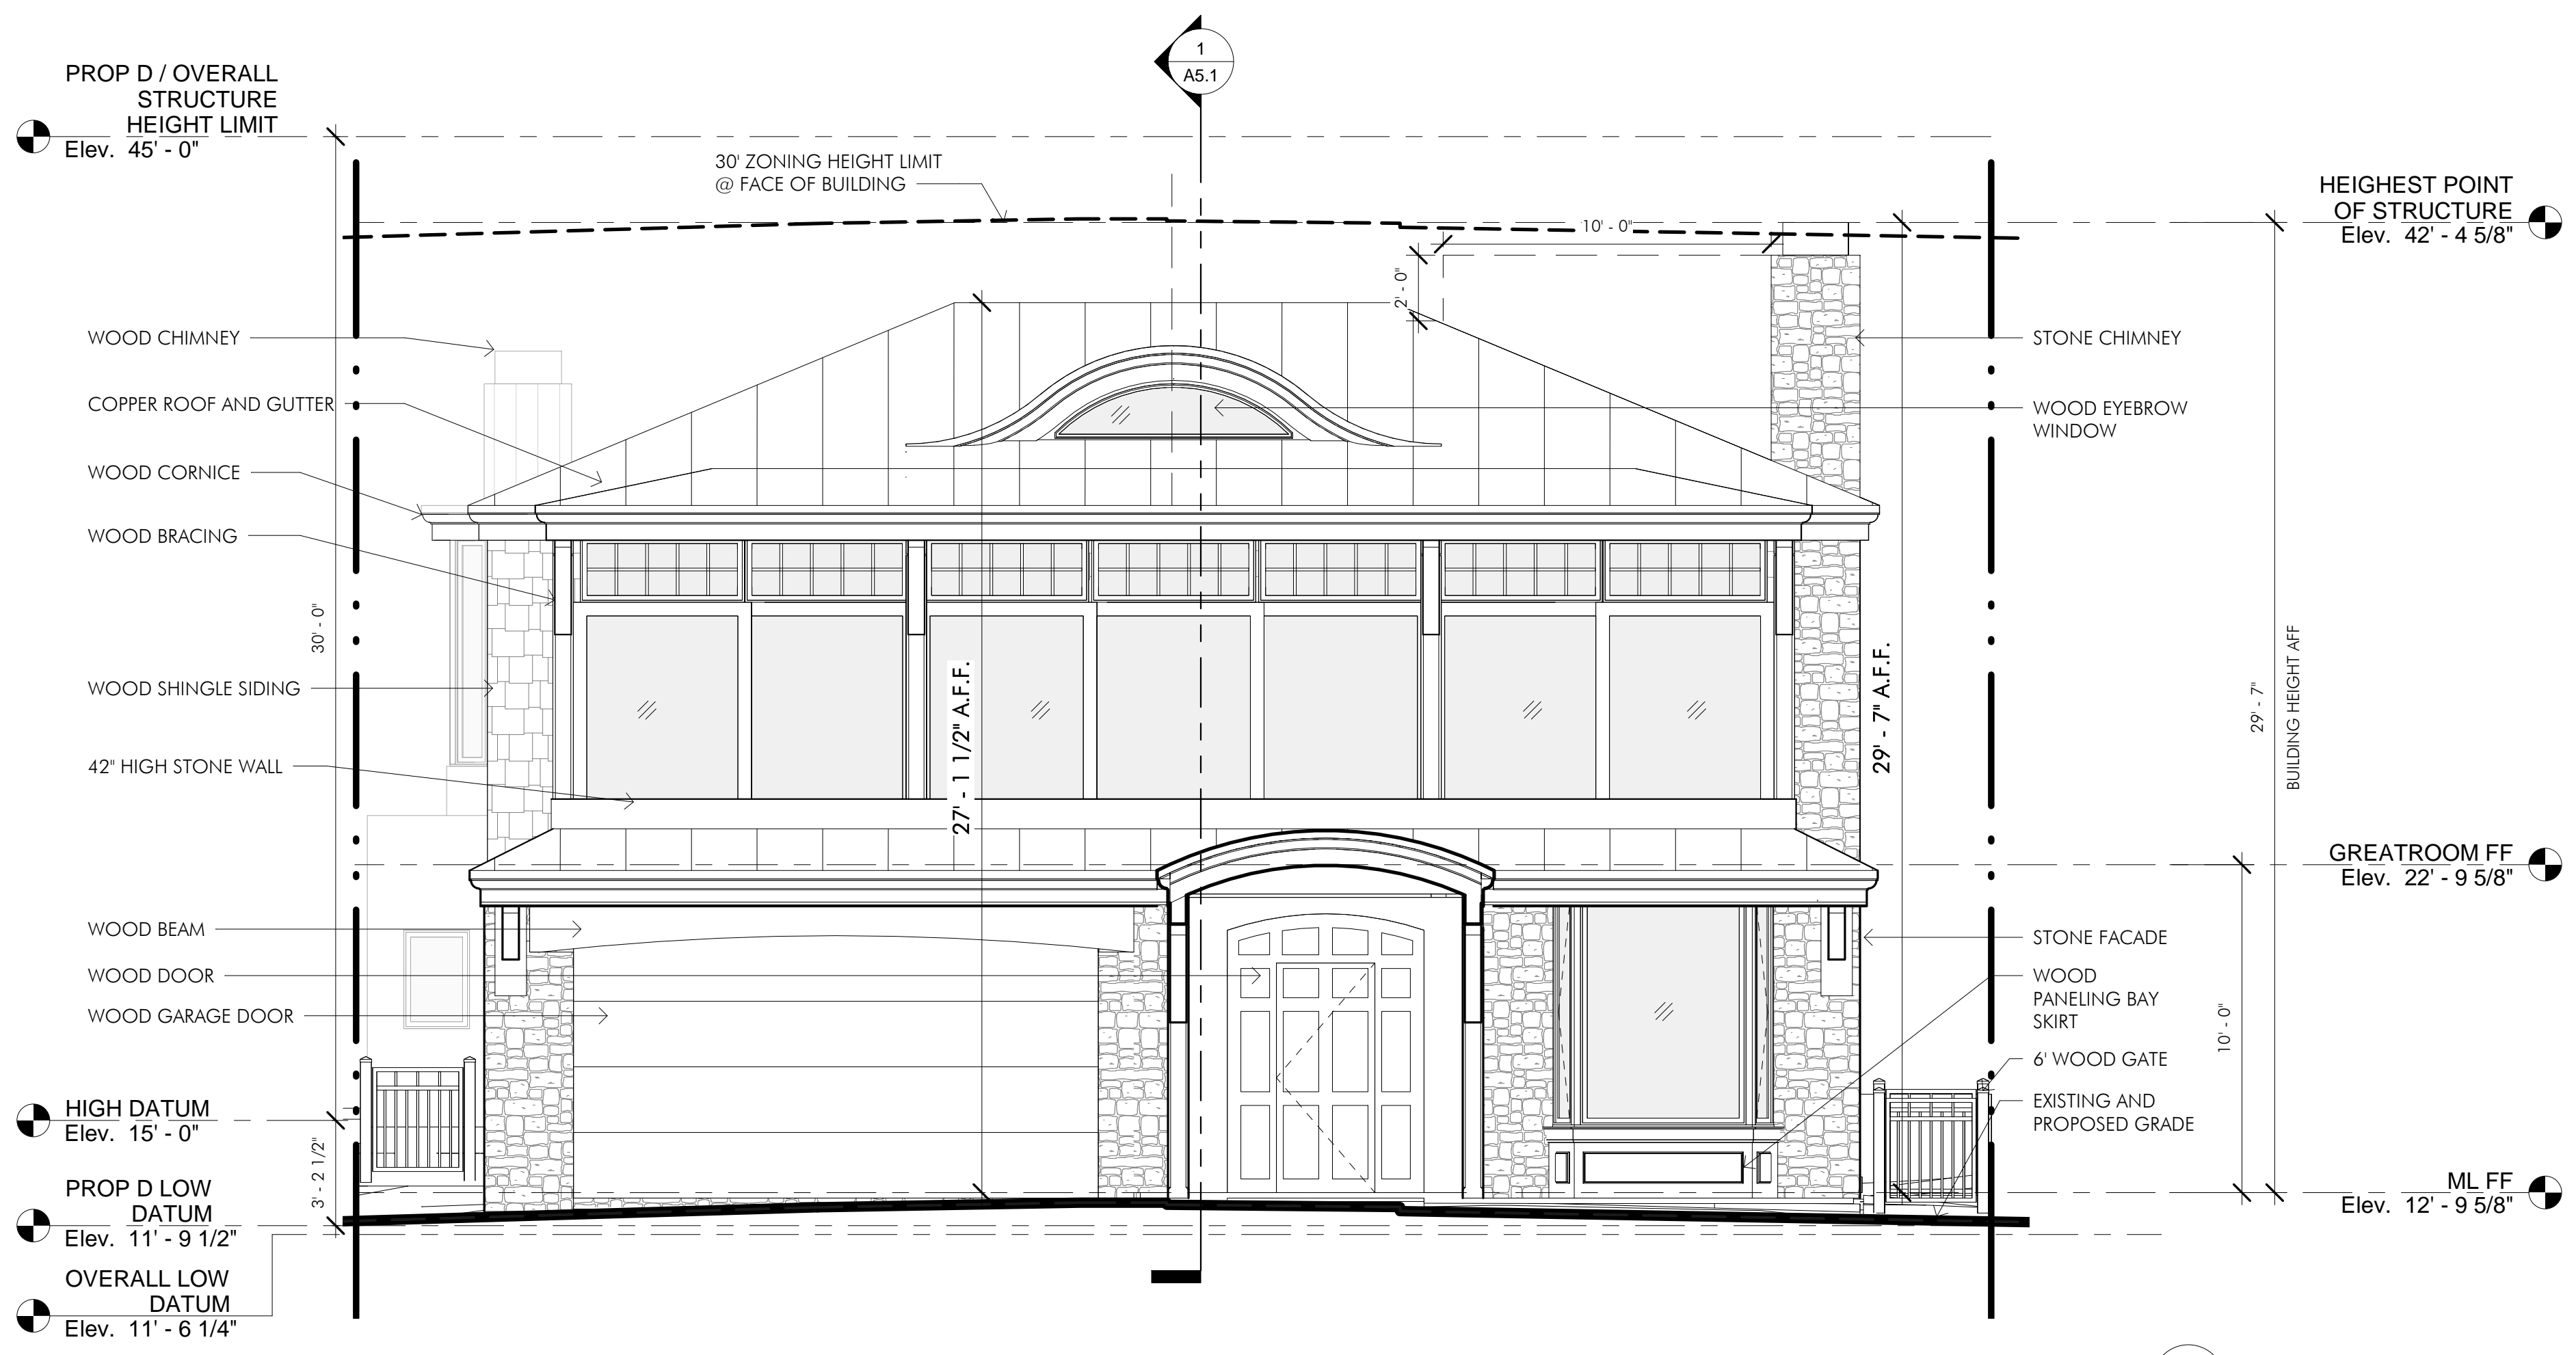 1
A5.1
PROP D / OVERALL
STRUCTURE
HEIGHT LIMIT
Elev. 45' - 0"
30' ZONING HEIGHT LIMIT
@ FACE OF BUILDING
HEIGHEST POINT
OF STRUCTURE
Elev. 42' - 4 5/8"
10' - 0"
2' - 0"
WOOD CHIMNEY
COPPER ROOF AND GUTTER
WOOD CORNICE
WOOD BRACING
30' - 0"
WOOD SHINGLE SIDING
42" HIGH STONE WALL
WOOD BEAM
WOOD DOOR
WOOD GARAGE DOOR
HIGH DATUM
Elev. 15' - 0"
3' - 2 1/2"
PROP D LOW
DATUM
Elev. 11' - 9 1/2"
OVERALL LOW
DATUM
Elev. 11' - 6 1/4"
27' - 1 1/2" A.F.F.
29' - 7" A.F.F.
STONE CHIMNEY
WOOD EYEBROW
WINDOW
29' - 7"
BUILDING HEIGHT AFF
GREATROOM FF
Elev. 22' - 9 5/8"
STONE FACADE
WOOD
PANELING BAY
SKIRT
10' - 0"
6' WOOD GATE
EXISTING AND
PROPOSED GRADE
ML FF
Elev. 12' - 9 5/8"